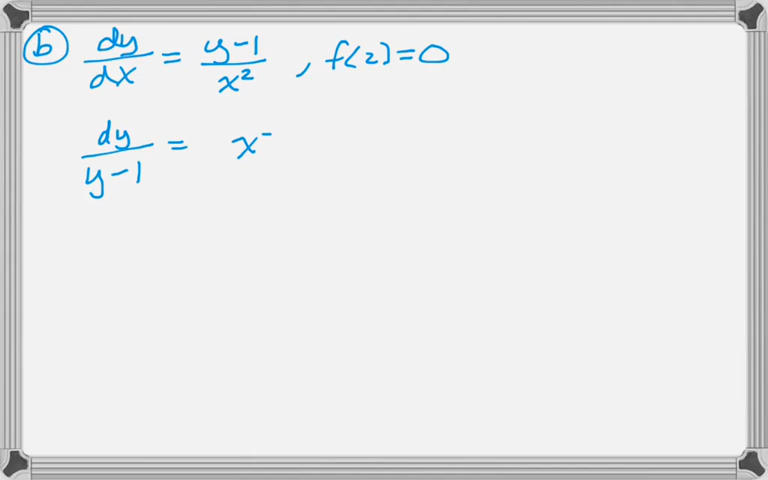 (b) dy/dx = (y-1)/x², f(2)=0
dy/(y-1) = x⁻